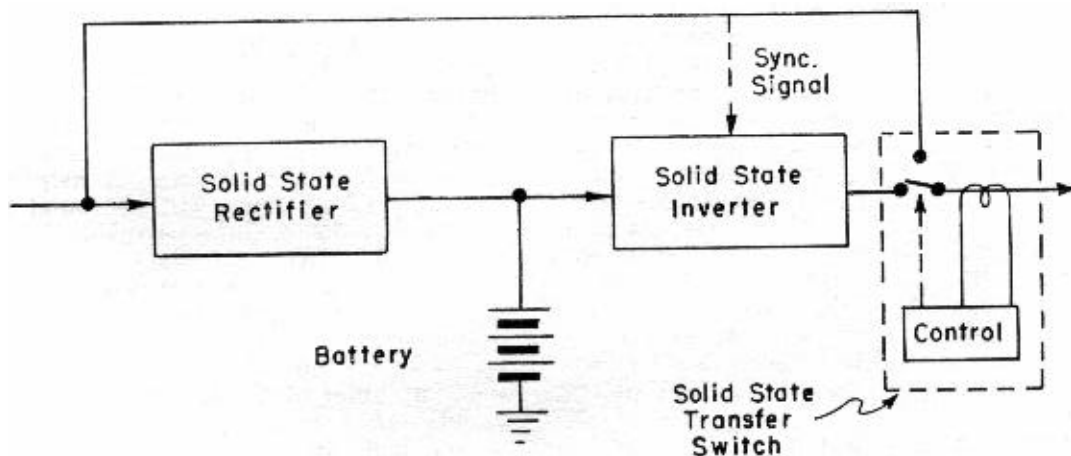 Sync.
Signal
Solid State
Rectifier
Solid State
Inverter
Battery
Control
Solid State
Transfer
Switch